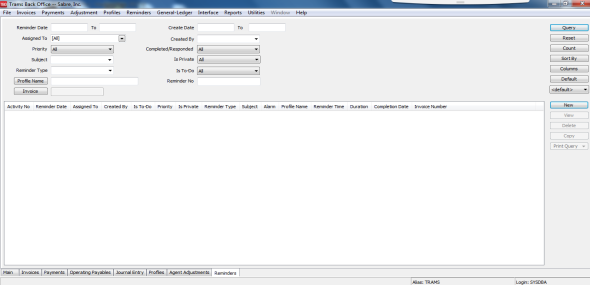 Trams Back Office -- Sabre, Inc.
File Invoices Payments Adjustment Profiles Reminders General-Ledger Interface Reports Utilities Window Help
Reminder Date To Create Date To Query
Assigned To [All] Created By Reset
Priority All Completed/Responded All Count
Subject Is Private All Sort By
Reminder Type Is To-Do All Columns
Profile Name Reminder No Default
Invoice <default>
Activity No Reminder Date Assigned To Created By Is To-Do Priority Is Private Reminder Type Subject Alarm Profile Name Reminder Time Duration Completion Date Invoice Number New
View
Delete
Copy
Print Query
Main Invoices Payments Operating Payables Journal Entry Profiles Agent Adjustments Reminders
Alias: TRAMS Login: SYSDBA